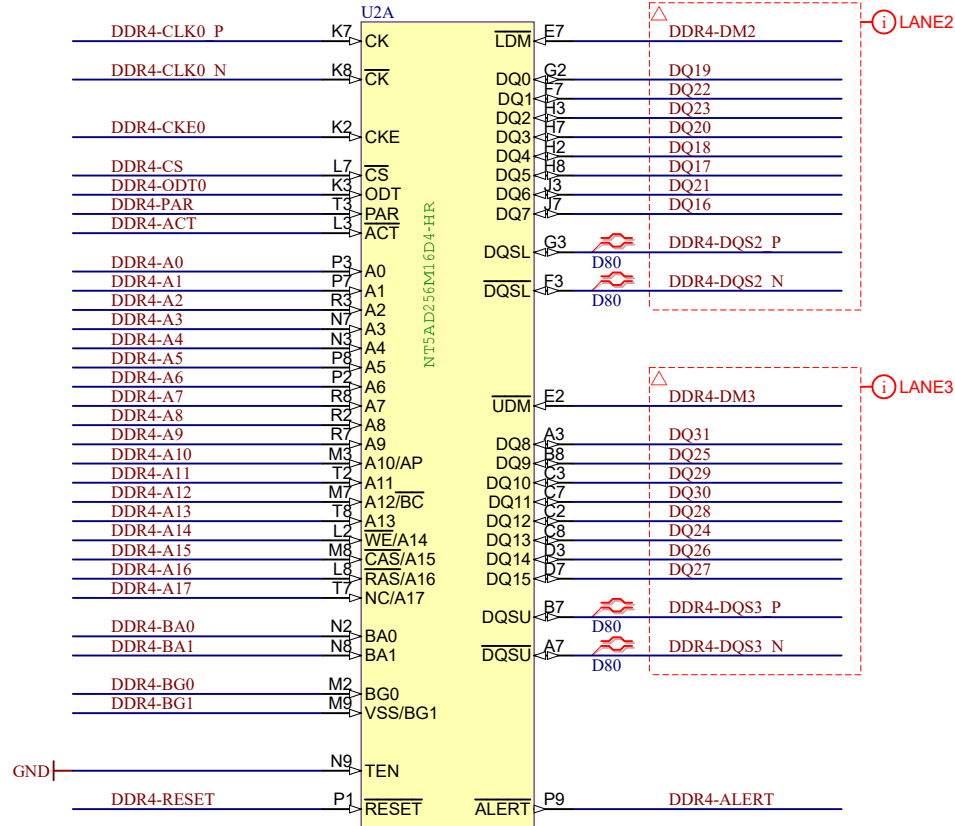 U2A
DDR4-CLK0_P K7 CK LDM E7 DDR4-DM2 i LANE2
DDR4-CLK0_N K8 CK DQ0 G2 DQ19
DQ1 F7 DQ22
DQ2 H3 DQ23
DDR4-CKE0 K2 CKE DQ3 H7 DQ20
DQ4 H2 DQ18
DDR4-CS L7 CS DQ5 H8 DQ17
DDR4-ODT0 K3 ODT DQ6 J3 DQ21
DDR4-PAR T3 PAR DQ7 J7 DQ16
DDR4-ACT L3 ACT
DQSL G3 D80 DDR4-DQS2_P
DDR4-A0 P3 A0
DDR4-A1 P7 A1 DQSL F3 D80 DDR4-DQS2_N
DDR4-A2 R3 A2
NT5AD256M16D4-HR
DDR4-A3 N7 A3
DDR4-A4 N3 A4
DDR4-A5 P8 A5
DDR4-A6 P2 A6 i LANE3
DDR4-A7 R8 A7 UDM E2 DDR4-DM3
DDR4-A8 R2 A8
DDR4-A9 R7 A9 DQ8 A3 DQ31
DDR4-A10 M3 A10/AP DQ9 B8 DQ25
DDR4-A11 T2 A11 DQ10 C3 DQ29
DDR4-A12 M7 A12/BC DQ11 C7 DQ30
DDR4-A13 T8 A13 DQ12 C2 DQ28
DDR4-A14 L2 WE/A14 DQ13 C8 DQ24
DDR4-A15 M8 CAS/A15 DQ14 D3 DQ26
DDR4-A16 L8 RAS/A16 DQ15 D7 DQ27
DDR4-A17 T7 NC/A17
DQSU B7 D80 DDR4-DQS3_P
DDR4-BA0 N2 BA0
DDR4-BA1 N8 BA1 DQSU A7 D80 DDR4-DQS3_N
DDR4-BG0 M2 BG0
DDR4-BG1 M9 VSS/BG1
GND N9 TEN
DDR4-RESET P1 RESET ALERT P9 DDR4-ALERT